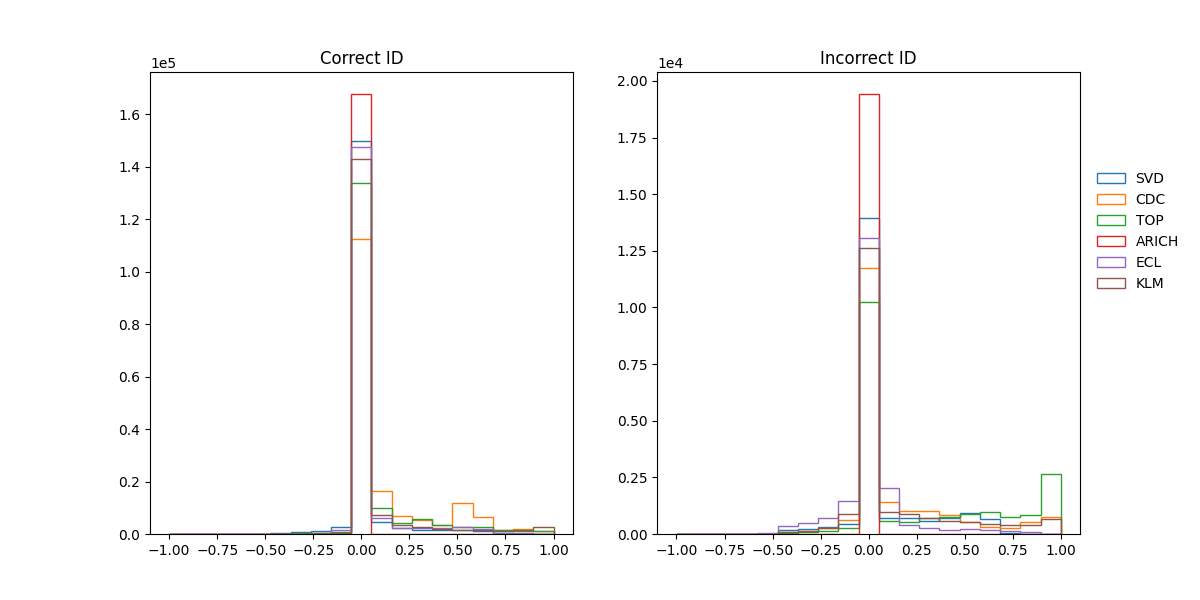 Correct ID
1e5
1.6
1.4
1.2
1.0
0.8
0.6
0.4
0.2
0.0
−1.00 −0.75 −0.50 −0.25 0.00 0.25 0.50 0.75 1.00
Incorrect ID
1e4
2.00
1.75
1.50
1.25
1.00
0.75
0.50
0.25
0.00
−1.00 −0.75 −0.50 −0.25 0.00 0.25 0.50 0.75 1.00
SVD
CDC
TOP
ARICH
ECL
KLM